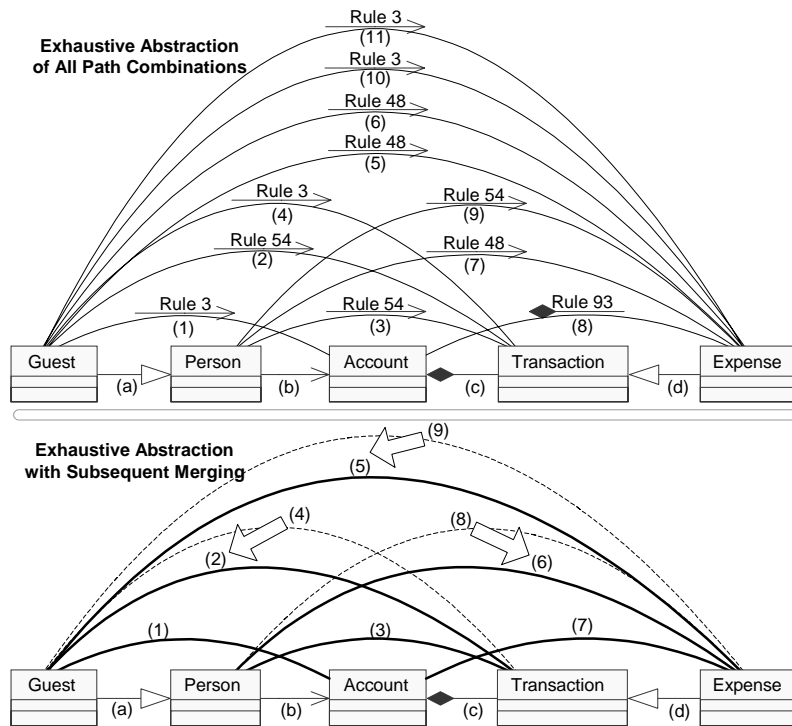 Rule 3
(11)
Exhaustive Abstraction
of All Path Combinations
Rule 3
(10)
Rule 48
(6)
Rule 48
(5)
Rule 3
(4)
Rule 54
(9)
Rule 54
(2)
Rule 48
(7)
Rule 3
(1)
Rule 54
(3)
Rule 93
(8)
Guest
Person
Account
Transaction
Expense
(a)
(b)
(c)
(d)
Exhaustive Abstraction
with Subsequent Merging
(9)
(5)
(4)
(8)
(2)
(6)
(1)
(3)
(7)
Guest
Person
Account
Transaction
Expense
(a)
(b)
(c)
(d)